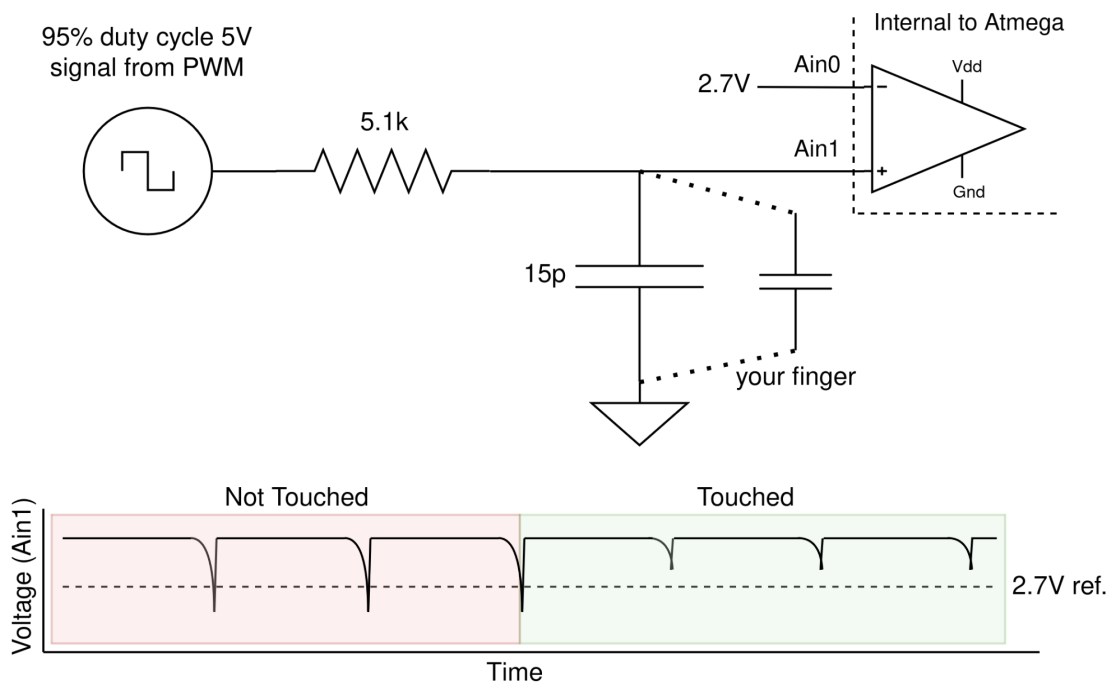 95% duty cycle 5V
signal from PWM
5.1k
2.7V
Ain0
Ain1
Internal to Atmega
Vdd
−
+
Gnd
15p
your finger
Not Touched
Touched
Voltage (Ain1)
2.7V ref.
Time